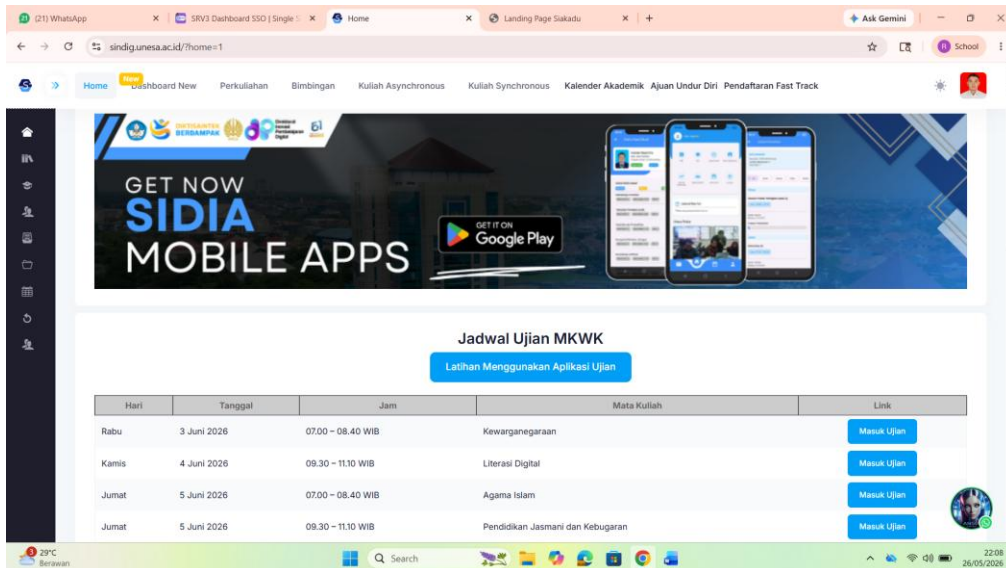 (21) WhatsApp
SRV3 Dashboard SSO | Single S
Home
Landing Page Siakadu
Ask Gemini
sindig.unesa.ac.id/?home=1
School
Home
New
Dashboard New
Perkuliahan
Bimbingan
Kuliah Asynchronous
Kuliah Synchronous
Kalender Akademik
Ajuan Undur Diri
Pendaftaran Fast Track
DIKTISAINTEK
BERDAMPAK
GET NOW
SIDIA
MOBILE APPS
GET IT ON
Google Play
Jadwal Ujian MKWK
Latihan Menggunakan Aplikasi Ujian
Hari Tanggal Jam Mata Kuliah Link
Rabu 3 Juni 2026 07.00 – 08.40 WIB Kewarganegaraan Masuk Ujian
Kamis 4 Juni 2026 09.30 – 11.10 WIB Literasi Digital Masuk Ujian
Jumat 5 Juni 2026 07.00 – 08.40 WIB Agama Islam Masuk Ujian
Jumat 5 Juni 2026 09.30 – 11.10 WIB Pendidikan Jasmani dan Kebugaran Masuk Ujian
3
29°C
Berawan
Search
22:08
26/05/2026